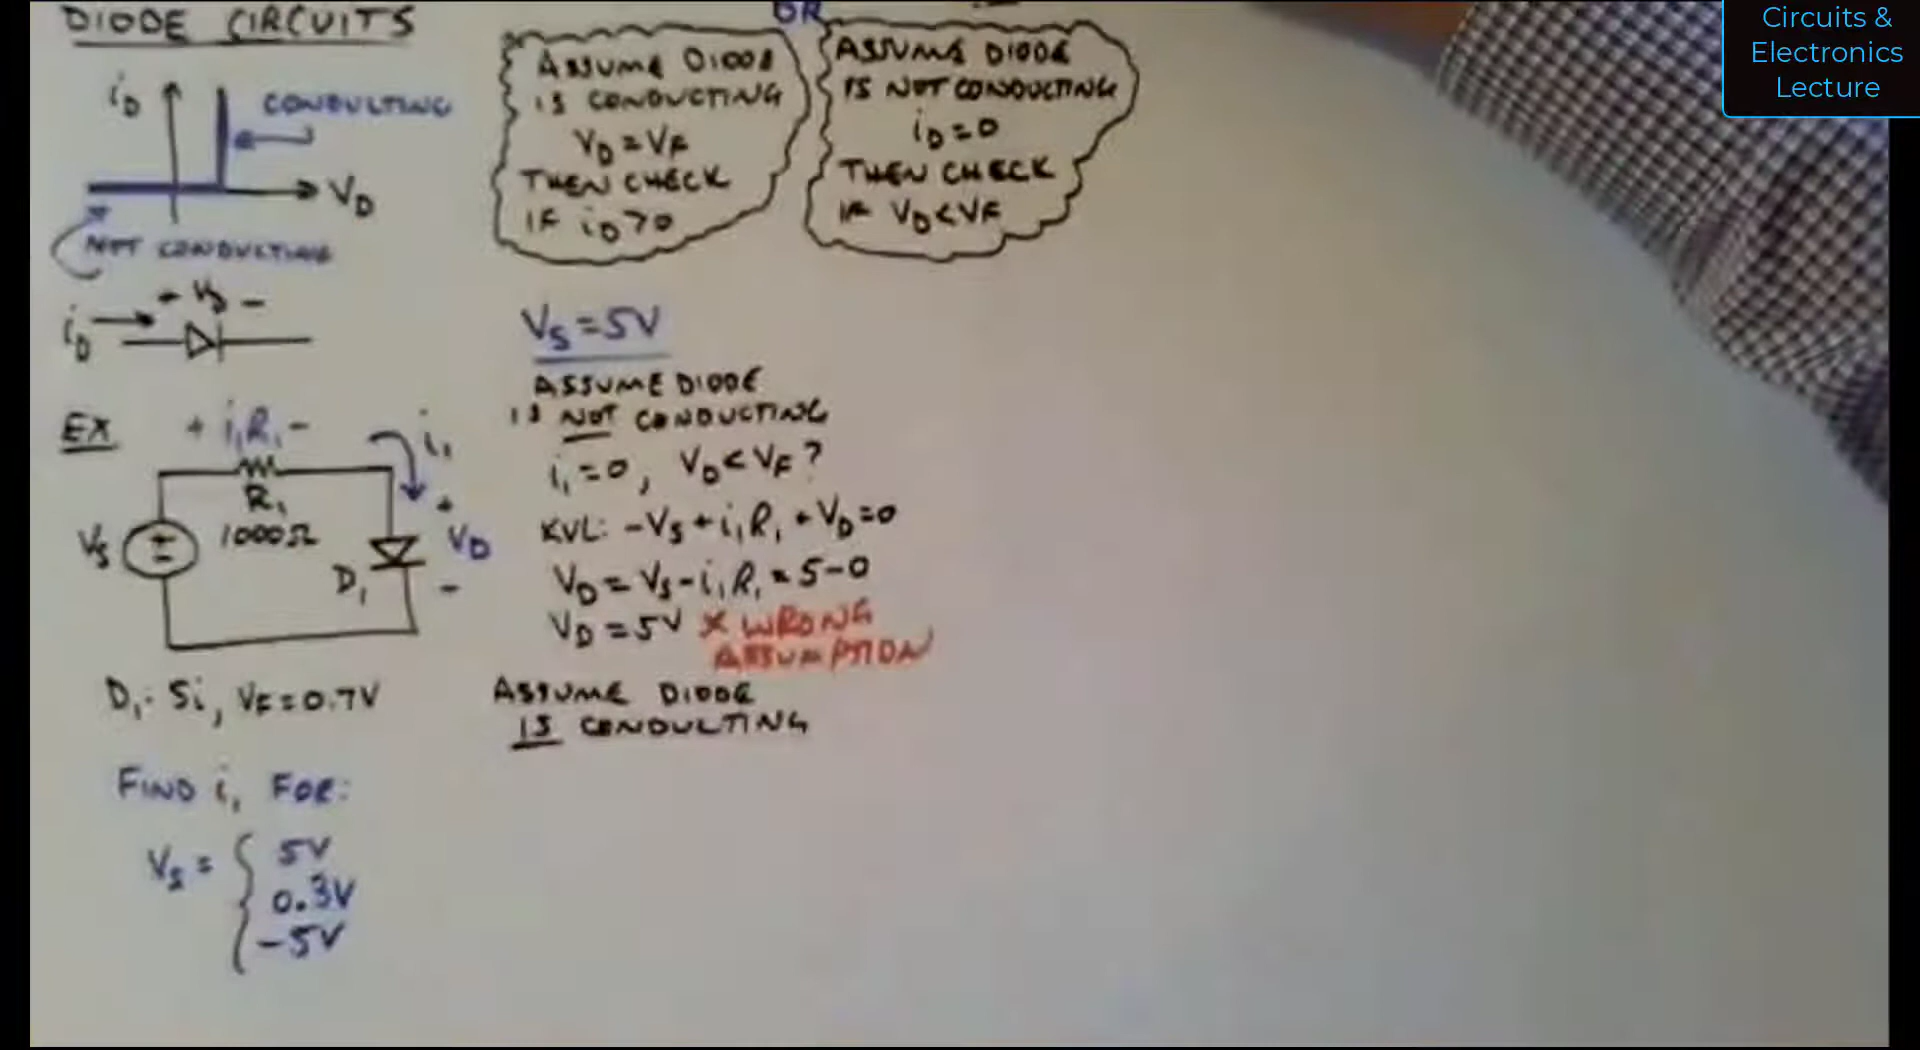 Circuits &
Electronics
Lecture
DIODE CIRCUITS
iD
CONDUCTING
VD
NOT CONDUCTING
+ VD -
iD
OR
ASSUME DIODE
IS CONDUCTING
VD = VF
THEN CHECK
IF iD > 0
ASSUME DIODE
IS NOT CONDUCTING
iD = 0
THEN CHECK
IF VD < VF
EX
+ i1R1 -
i1
R1
1000Ω
VS
+
-
D1
+
VD
-
D1: Si, VF = 0.7V
FIND i1 FOR:
VS = { 5V
0.3V
-5V
VS = 5V
ASSUME DIODE
IS NOT CONDUCTING
i1 = 0, VD < VF ?
KVL: -VS + i1R1 + VD = 0
VD = VS - i1R1 = 5 - 0
VD = 5V X WRONG
ASSUMPTION
ASSUME DIODE
IS CONDUCTING